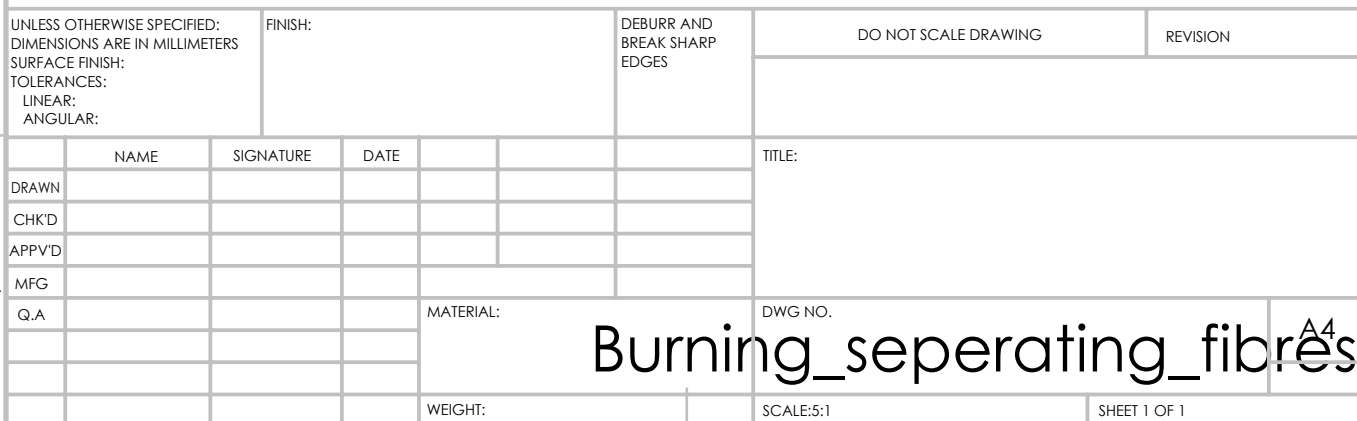 UNLESS OTHERWISE SPECIFIED:
DIMENSIONS ARE IN MILLIMETERS
SURFACE FINISH:
TOLERANCES:
LINEAR:
ANGULAR:
FINISH:
DEBURR AND
BREAK SHARP
EDGES
DO NOT SCALE DRAWING
REVISION
NAME SIGNATURE DATE
TITLE:
DRAWN
CHK'D
APPV'D
MFG
Q.A
MATERIAL:
DWG NO.
Burning_seperating_fibres
A4
WEIGHT:
SCALE:5:1
SHEET 1 OF 1